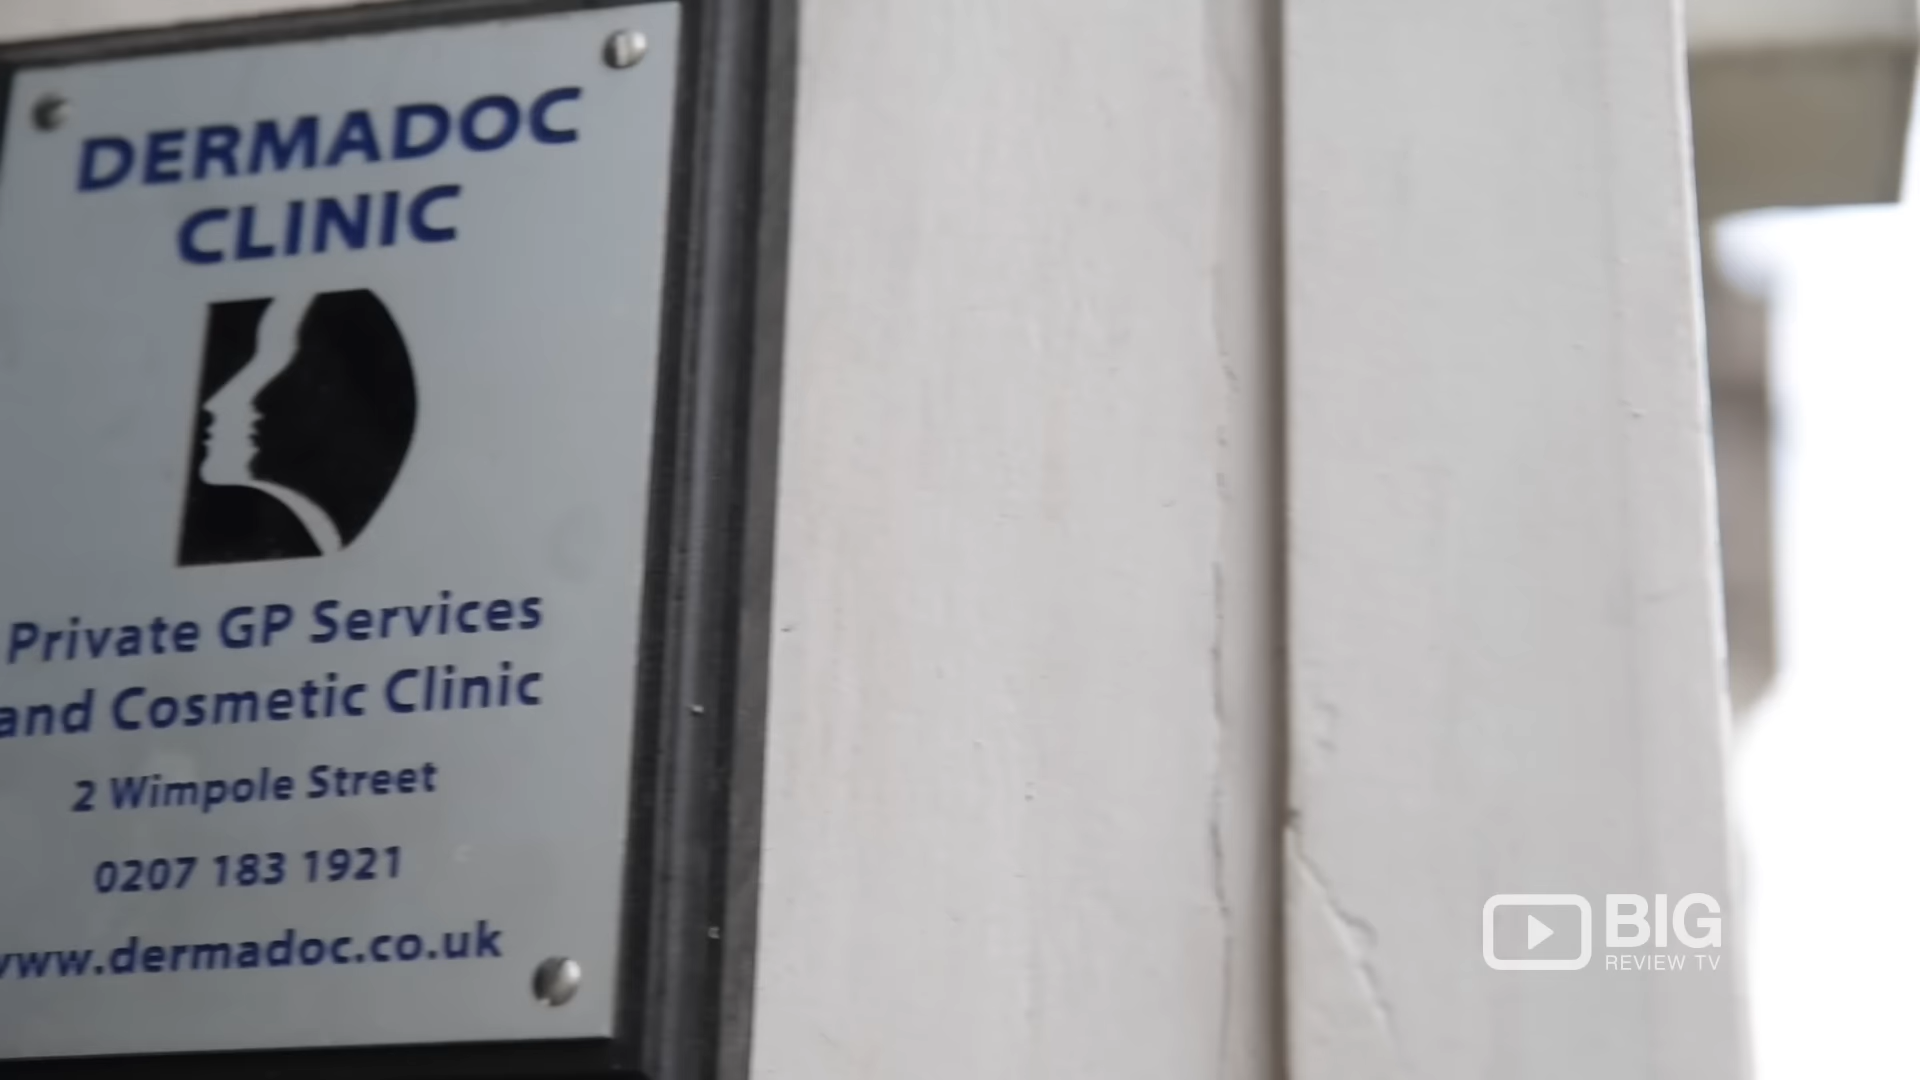 DERMADOC
CLINIC
Private GP Services
and Cosmetic Clinic
2 Wimpole Street
0207 183 1921
www.dermadoc.co.uk
BIG
REVIEW TV